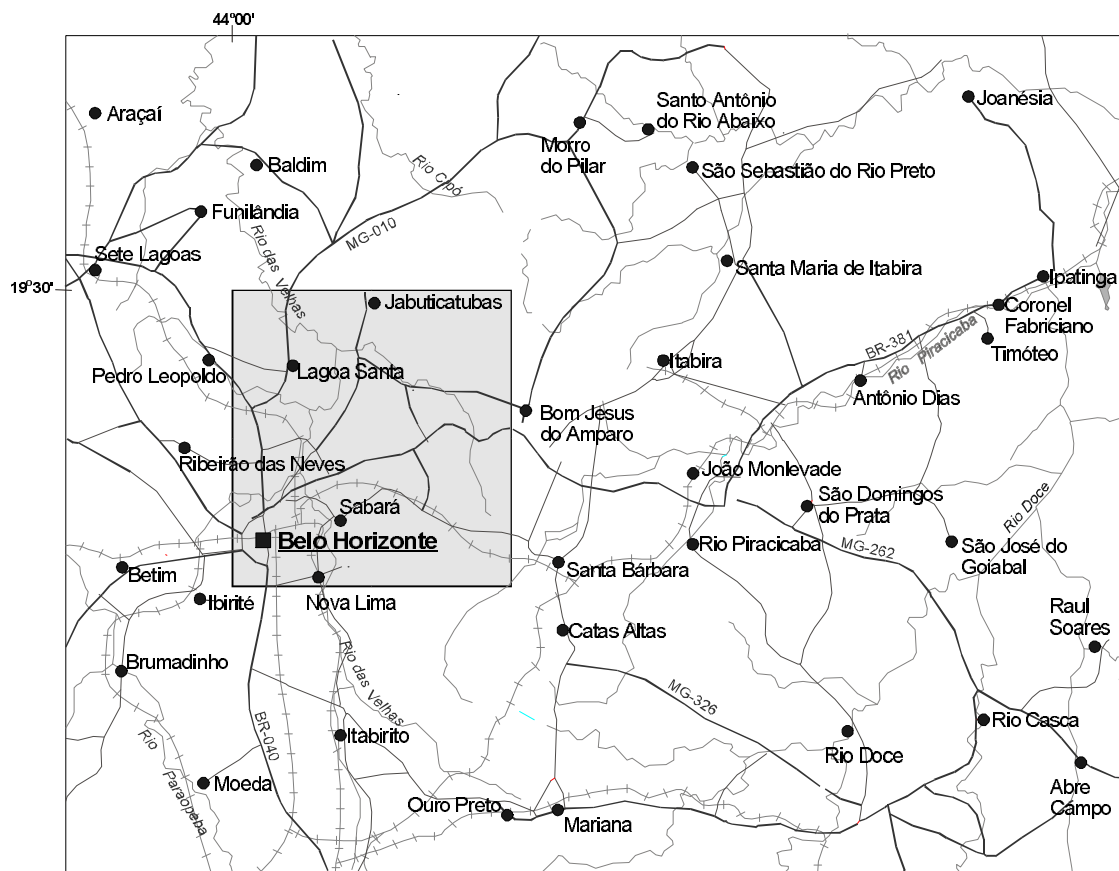 44°00'
Araçaí
Santo Antônio
do Rio Abaixo
Joanésia
Morro
do Pilar
Baldim
Rio Cipó
São Sebastião do Rio Preto
Funilândia
MG-010
Sete Lagoas
Rio das Velhas
Santa Maria de Itabira
Ipatinga
19°30'
Jabuticatubas
Coronel
Fabriciano
BR-381
Rio Piracicaba
Timóteo
Pedro Leopoldo
Lagoa Santa
Itabira
Antônio Dias
Bom Jesus
do Amparo
Ribeirão das Neves
João Monlevade
Sabará
São Domingos
do Prata
Rio Doce
Belo Horizonte
Rio Piracicaba
MG-262
São José do
Goiabal
Betim
Santa Bárbara
Ibirité
Nova Lima
Raul
Soares
Catas Altas
Brumadinho
Rio das Velhas
MG-326
BR-040
Itabirito
Rio Casca
Rio Doce
Rio Paraopeba
Moeda
Abre
Campo
Ouro Preto
Mariana